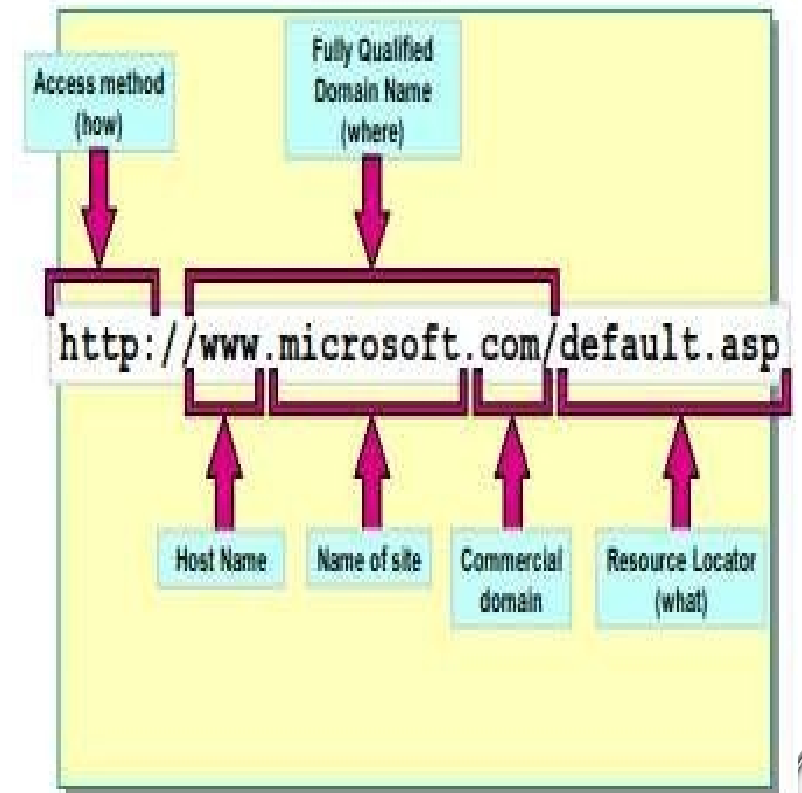 Access method
(how)
Fully Qualified
Domain Name
(where)
http://www.microsoft.com/default.asp
Host Name
Name of site
Commercial
domain
Resource Locator
(what)